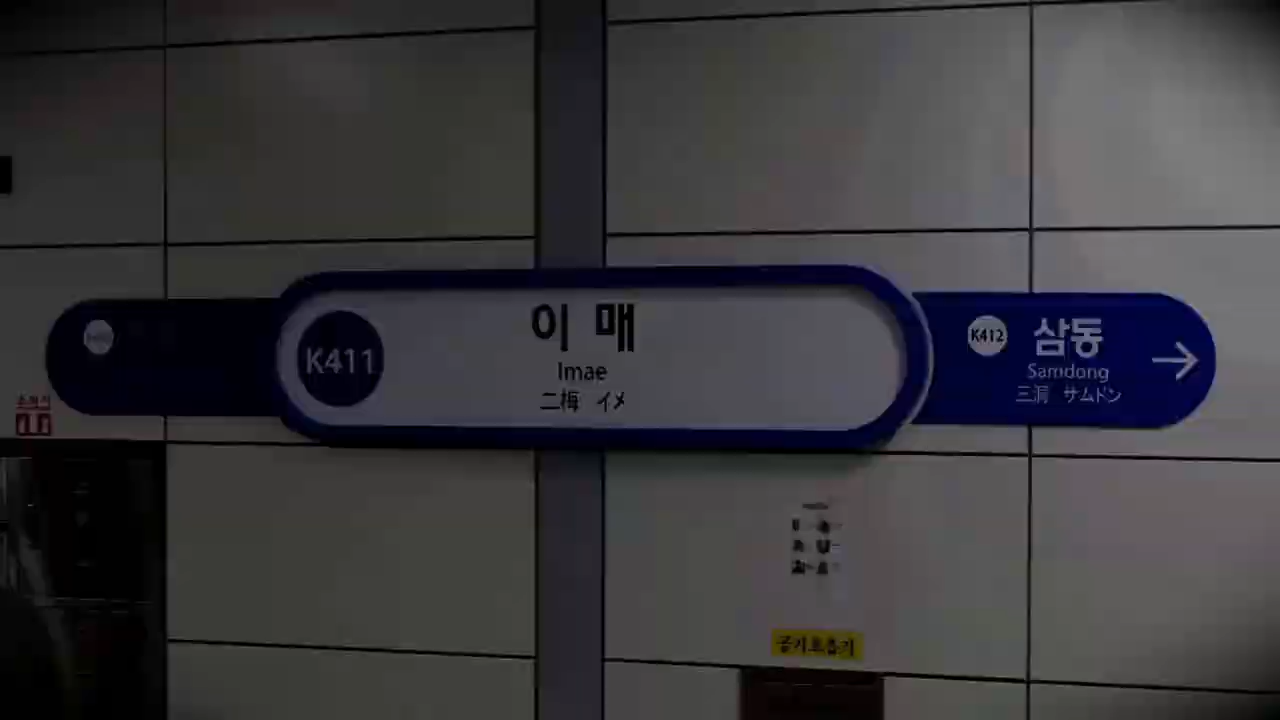 K411
이 매
Imae
二梅 イメ
K412
삼동
Samdong
三洞 サムドン
공기호흡기